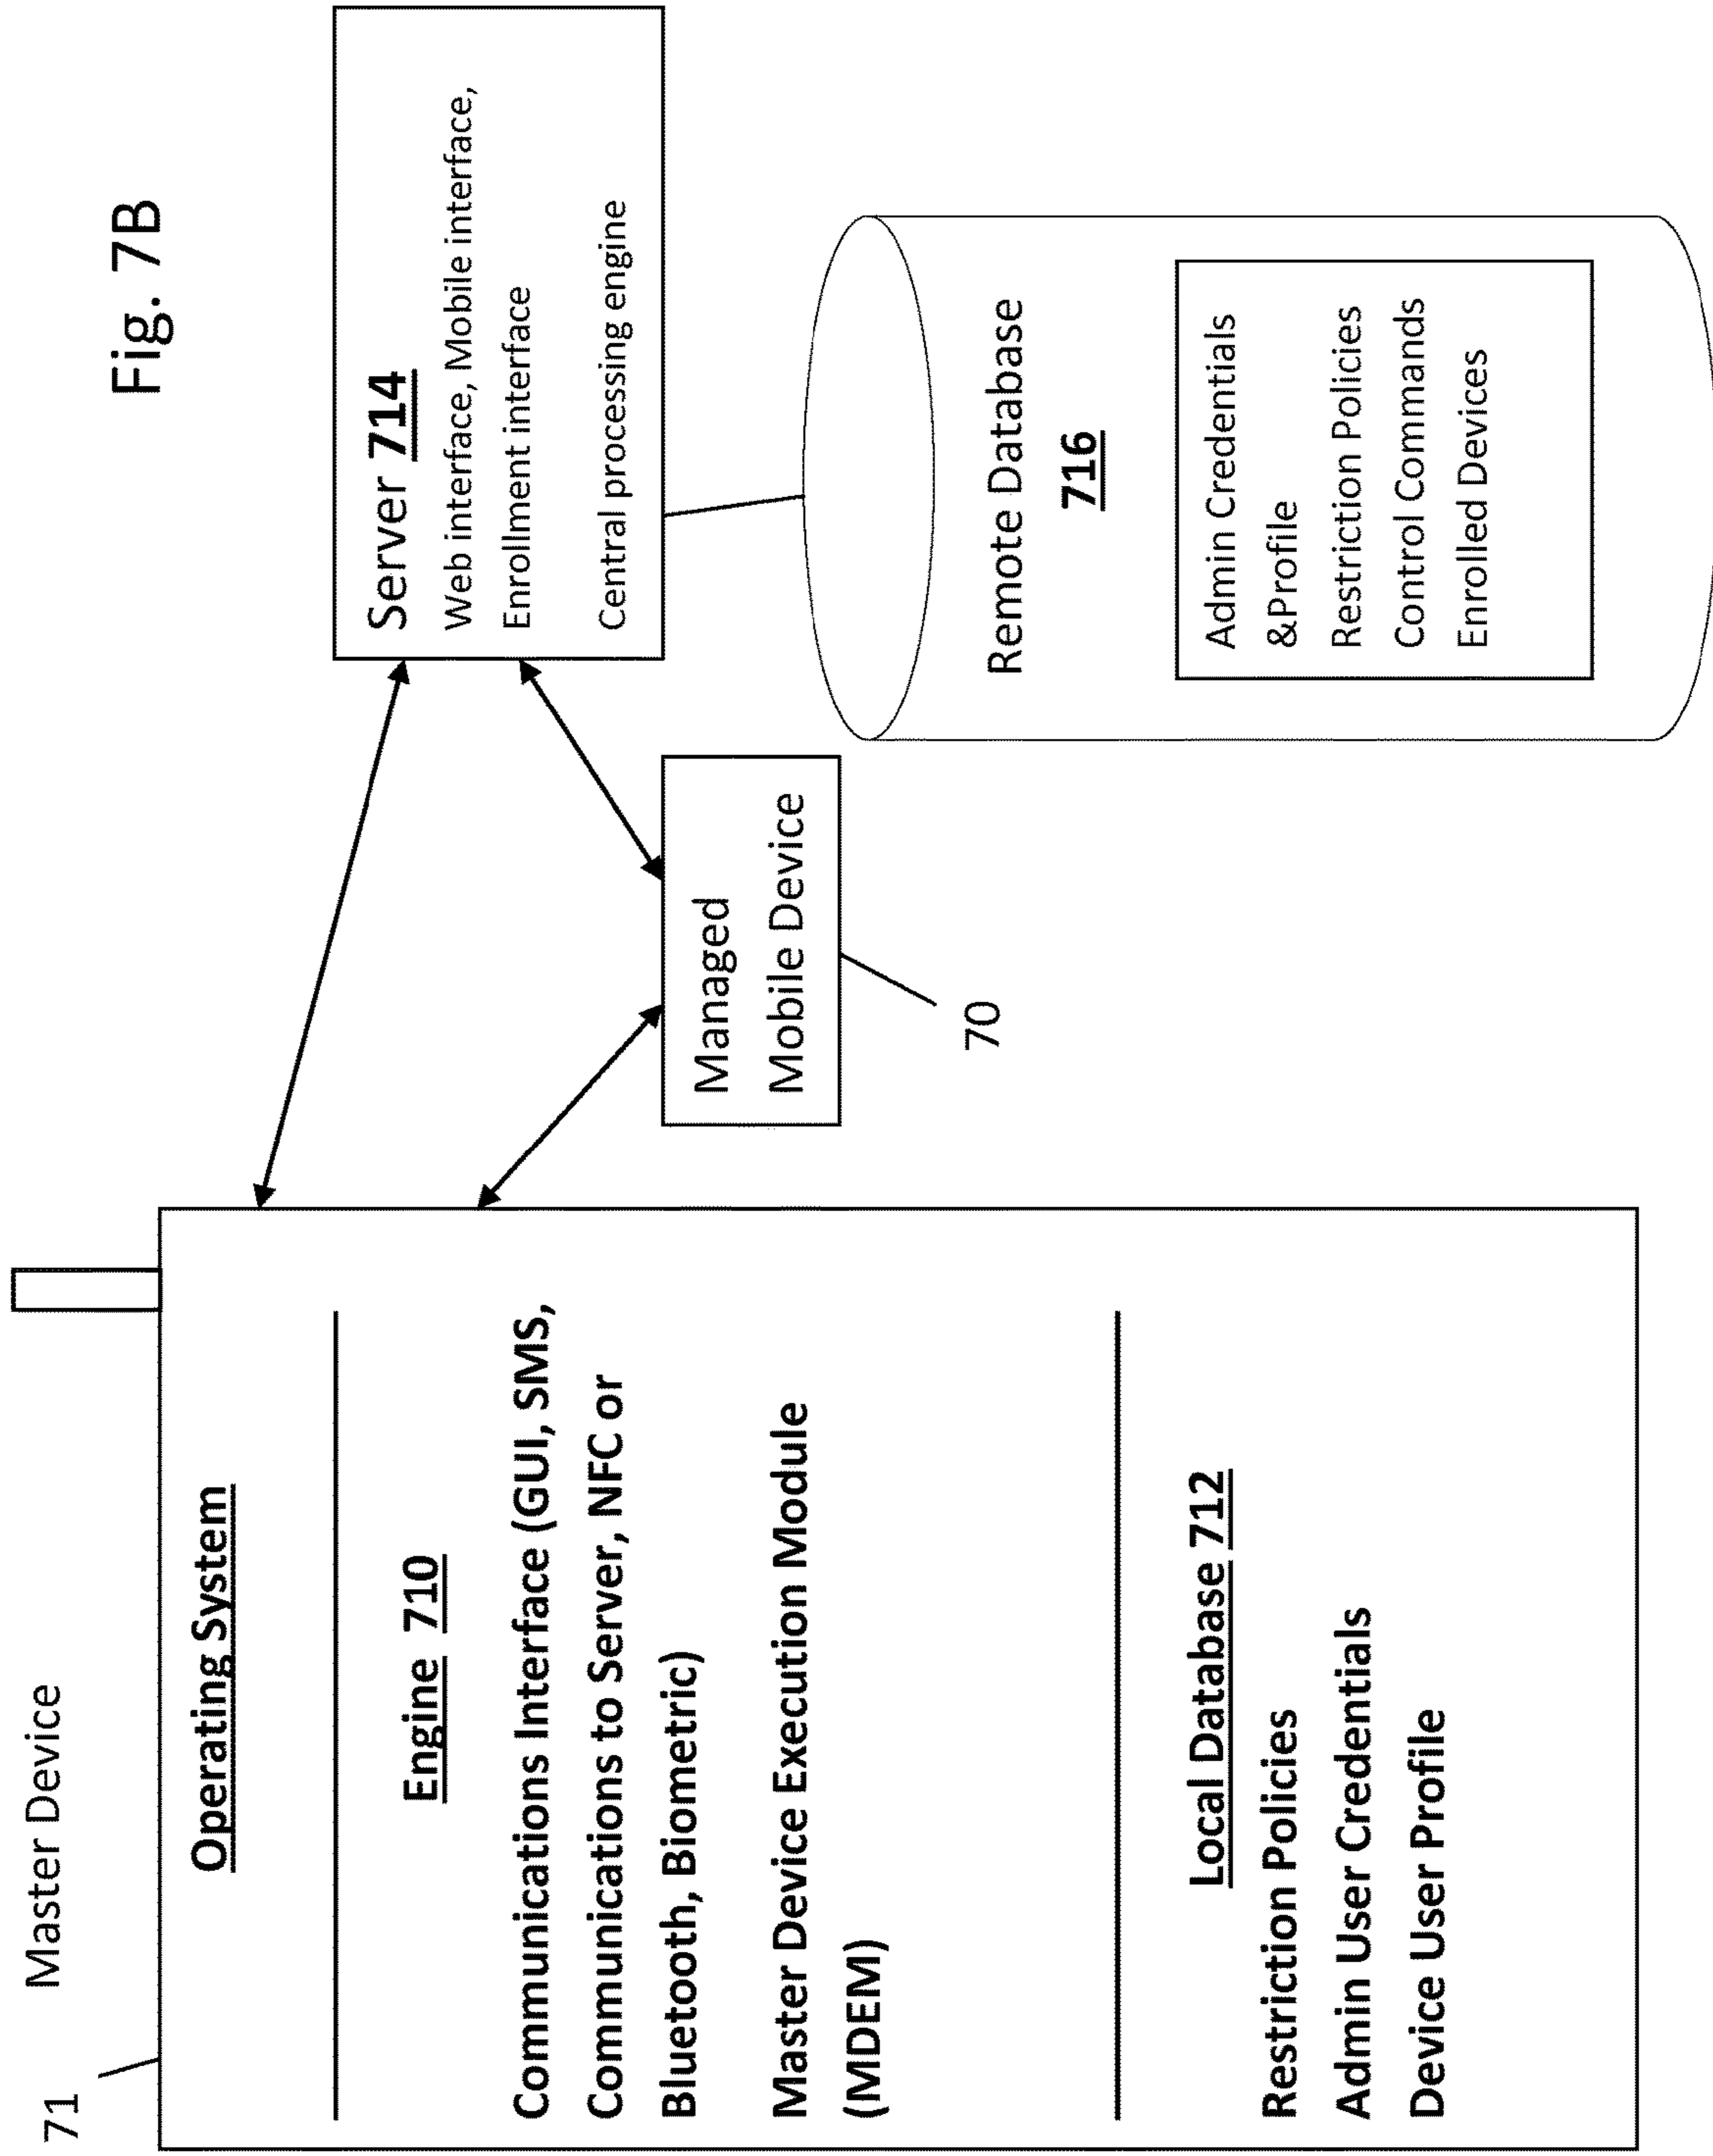 Fig. 7B
71
Master Device
Operating System
Engine 710
Communications Interface (GUI, SMS,
Communications to Server, NFC or
Bluetooth, Biometric)
Master Device Execution Module
(MDEM)
Local Database 712
Restriction Policies
Admin User Credentials
Device User Profile
Managed
Mobile Device
70
Server 714
Web interface, Mobile interface,
Enrollment interface
Central processing engine
Remote Database
716
Admin Credentials
&Profile
Restriction Policies
Control Commands
Enrolled Devices